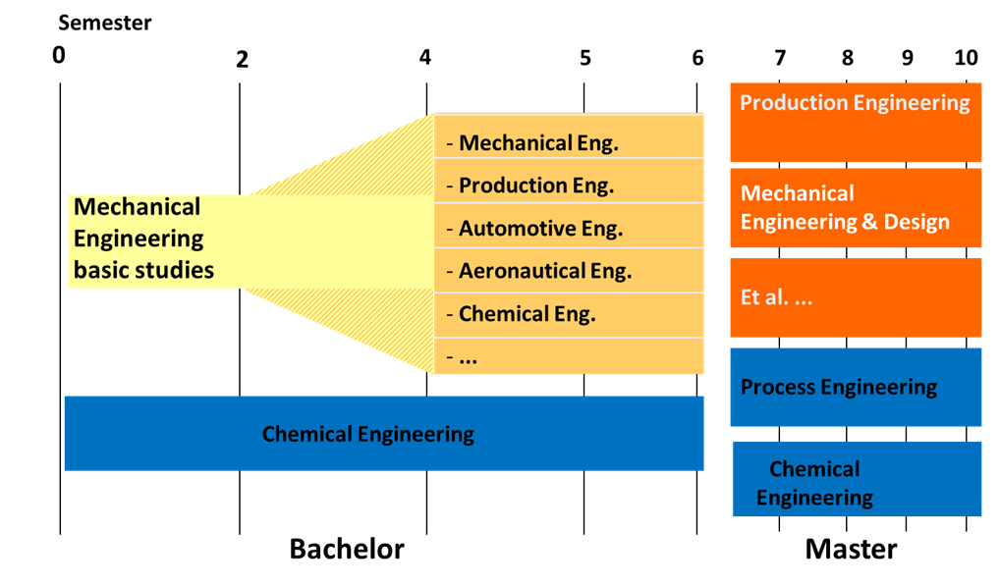 Semester
0 2 4 5 6 7 8 9 10
Mechanical
Engineering
basic studies
- Mechanical Eng.
- Production Eng.
- Automotive Eng.
- Aeronautical Eng.
- Chemical Eng.
- ...
Chemical Engineering
Production Engineering
Mechanical
Engineering & Design
Et al. ...
Process Engineering
Chemical
Engineering
Bachelor
Master